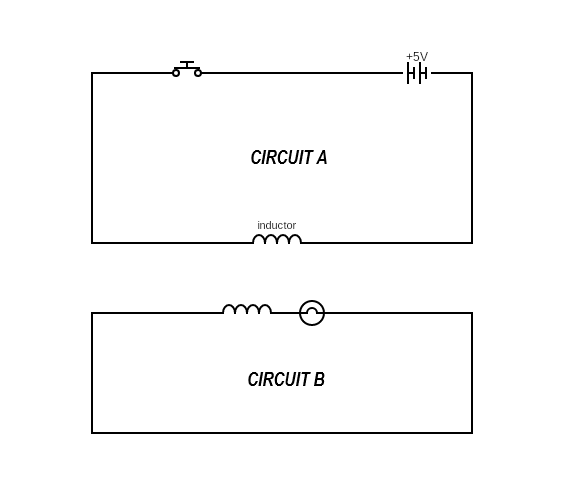 +5V
CIRCUIT A
inductor
CIRCUIT B